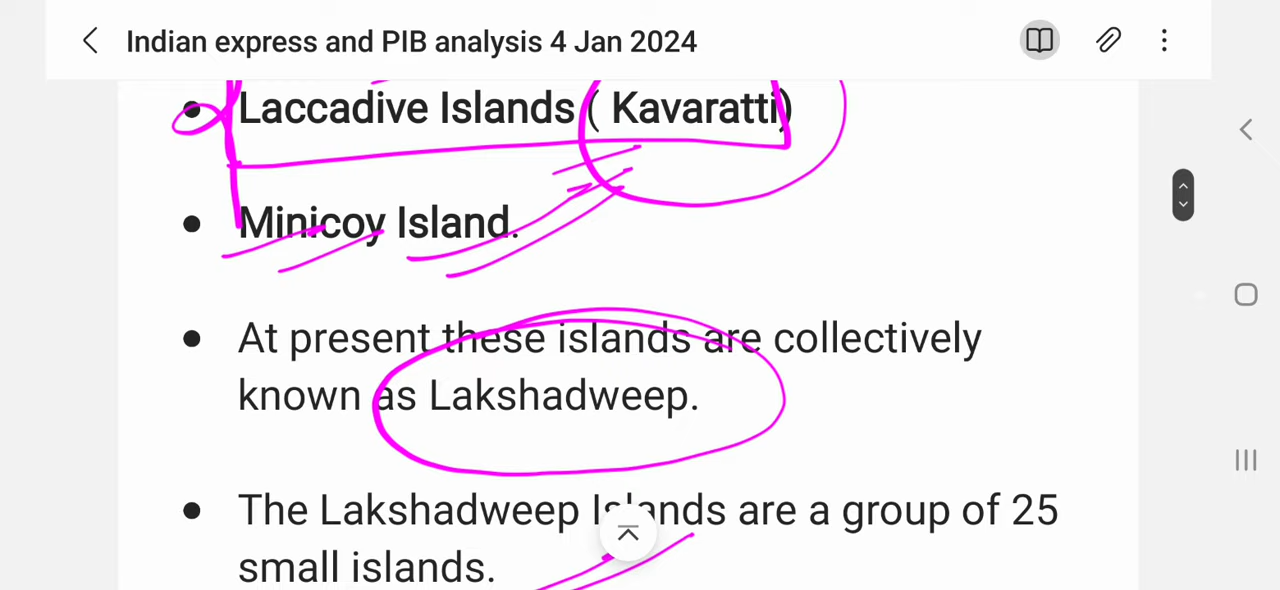 Indian express and PIB analysis 4 Jan 2024
Laccadive Islands ( Kavaratti)
Minicoy Island.
At present these islands are collectively
known as Lakshadweep.
The Lakshadweep Islands are a group of 25
small islands.